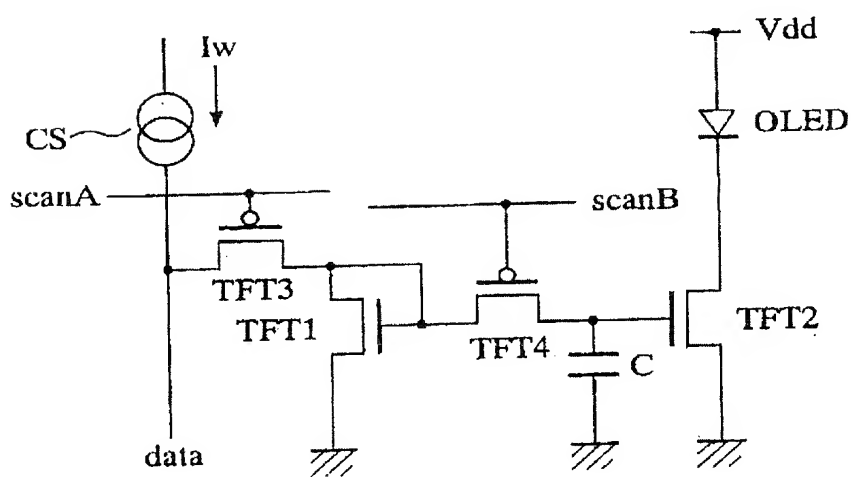 Iw
Vdd
CS
OLED
scanA
scanB
TFT3
TFT1
TFT4
C
TFT2
data